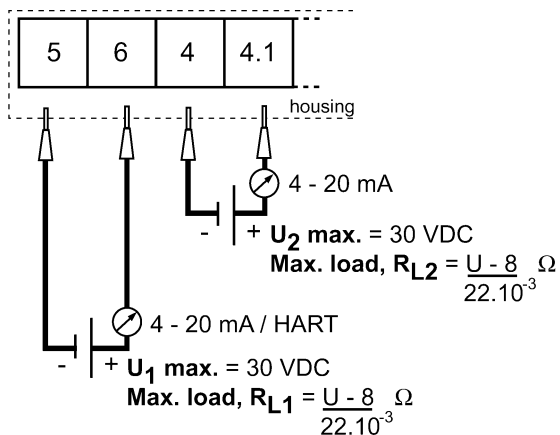 5 6 4 4.1
housing
4 - 20 mA
- + U2 max. = 30 VDC
Max. load, RL2 = U - 8 Ω
22.10-3
4 - 20 mA / HART
- + U1 max. = 30 VDC
Max. load, RL1 = U - 8 Ω
22.10-3